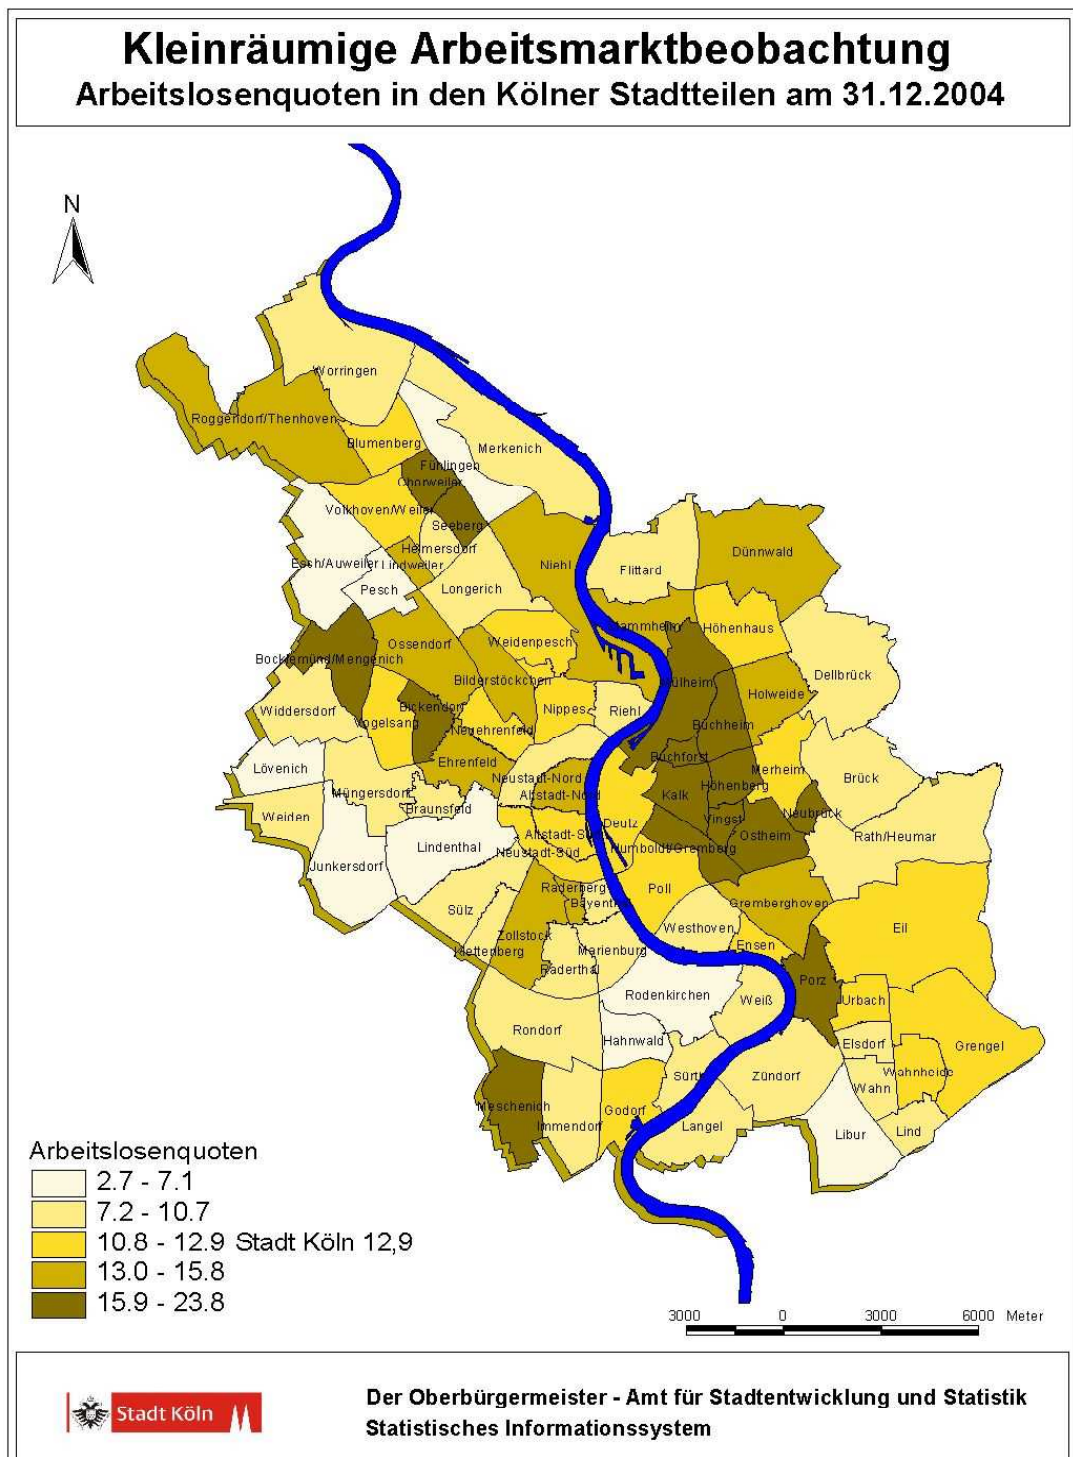 Kleinräumige Arbeitsmarktbeobachtung
Arbeitslosenquoten in den Kölner Stadtteilen am 31.12.2004
N
Worringen
Roggendorf/Thenhoven
Blumenberg
Merkenich
Fühlingen
Chorweiler
Volkhoven/Weiler
Seeberg
Heimersdorf
Esch/Auweiler
Lindweiler
Pesch
Longerich
Niehl
Flittard
Dünnwald
Stammheim
Höhenhaus
Ossendorf
Weidenpesch
Bocklemünd/Mengenich
Bilderstöckchen
Mülheim
Holweide
Dellbrück
Widdersdorf
Vogelsang
Bickendorf
Nippes
Riehl
Buchheim
Neuehrenfeld
Lövenich
Ehrenfeld
Buchforst
Merheim
Brück
Neustadt-Nord
Höhenberg
Müngersdorf
Altstadt-Nord
Kalk
Braunsfeld
Weiden
Deutz
Vingst
Neubrück
Lindenthal
Altstadt-Süd
Ostheim
Rath/Heumar
Neustadt-Süd
Humboldt/Gremberg
Junkersdorf
Raderberg
Poll
Bayenthal
Gremberghoven
Sülz
Westhoven
Eil
Zollstock
Ensen
Klettenberg
Marienburg
Raderthal
Porz
Rodenkirchen
Weiß
Urbach
Rondorf
Hahnwald
Elsdorf
Grengel
Sürth
Zündorf
Wahnheide
Wahn
Meschenich
Godorf
Immendorf
Langel
Libur
Lind
Arbeitslosenquoten
2.7 - 7.1
7.2 - 10.7
10.8 - 12.9 Stadt Köln 12,9
13.0 - 15.8
15.9 - 23.8
3000 0 3000 6000 Meter
Stadt Köln
Der Oberbürgermeister - Amt für Stadtentwicklung und Statistik
Statistisches Informationssystem